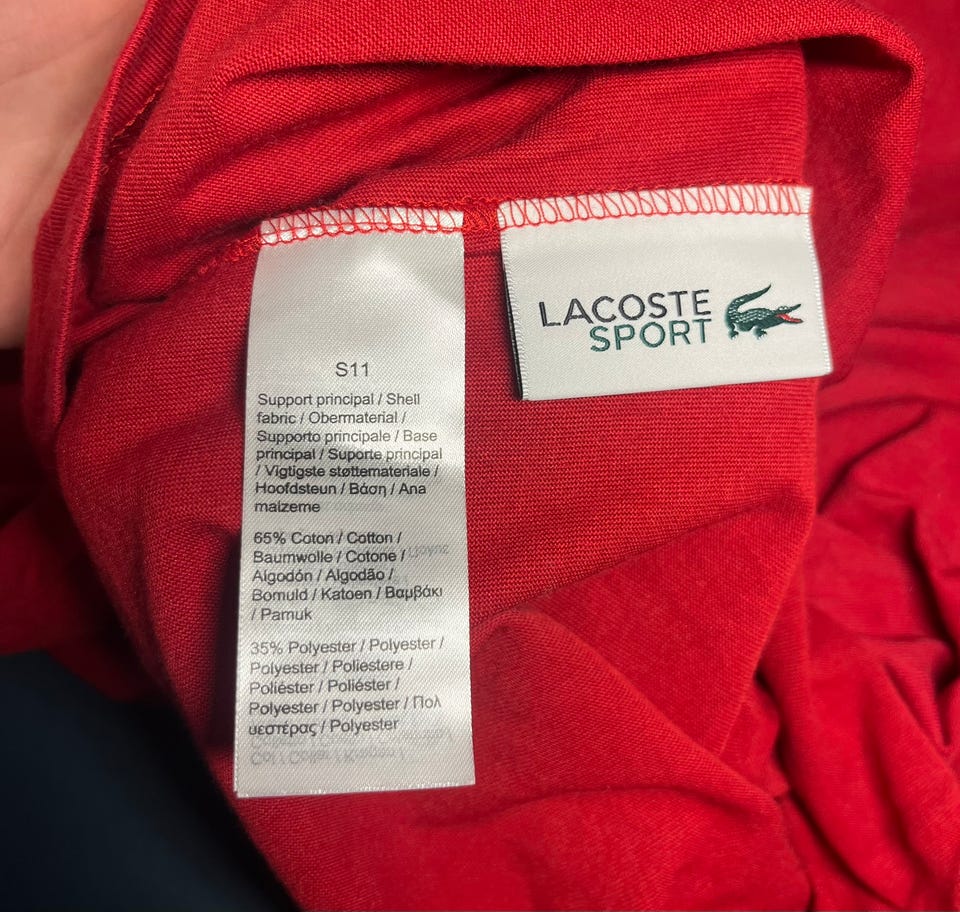 S11
Support principal / Shell
fabric / Obermaterial /
Supporto principale / Base
principal / Suporte principal
/ Vigtigste støttemateriale /
Hoofdsteun / Βάση / Ana
malzeme
65% Coton / Cotton /
Baumwolle / Cotone /
Algodón / Algodão /
Bomuld / Katoen / Βαμβάκι
/ Pamuk
35% Polyester / Polyester /
Polyester / Poliestere /
Poliéster / Poliéster /
Polyester / Polyester / Πολ
υεστέρας / Polyester
LACOSTE
SPORT